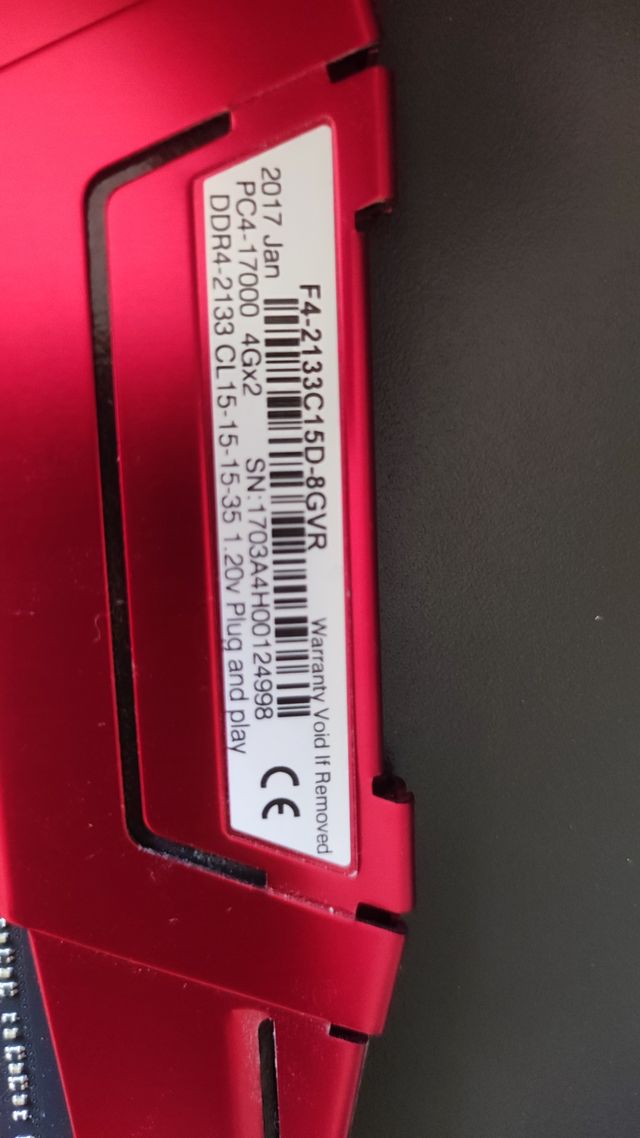 F4-2133C15D-8GVR Warranty Void If Removed
2017 Jan
PC4-17000 4Gx2 SN:1703A4H00124998
DDR4-2133 CL15-15-15-35 1.20v Plug and play
CE